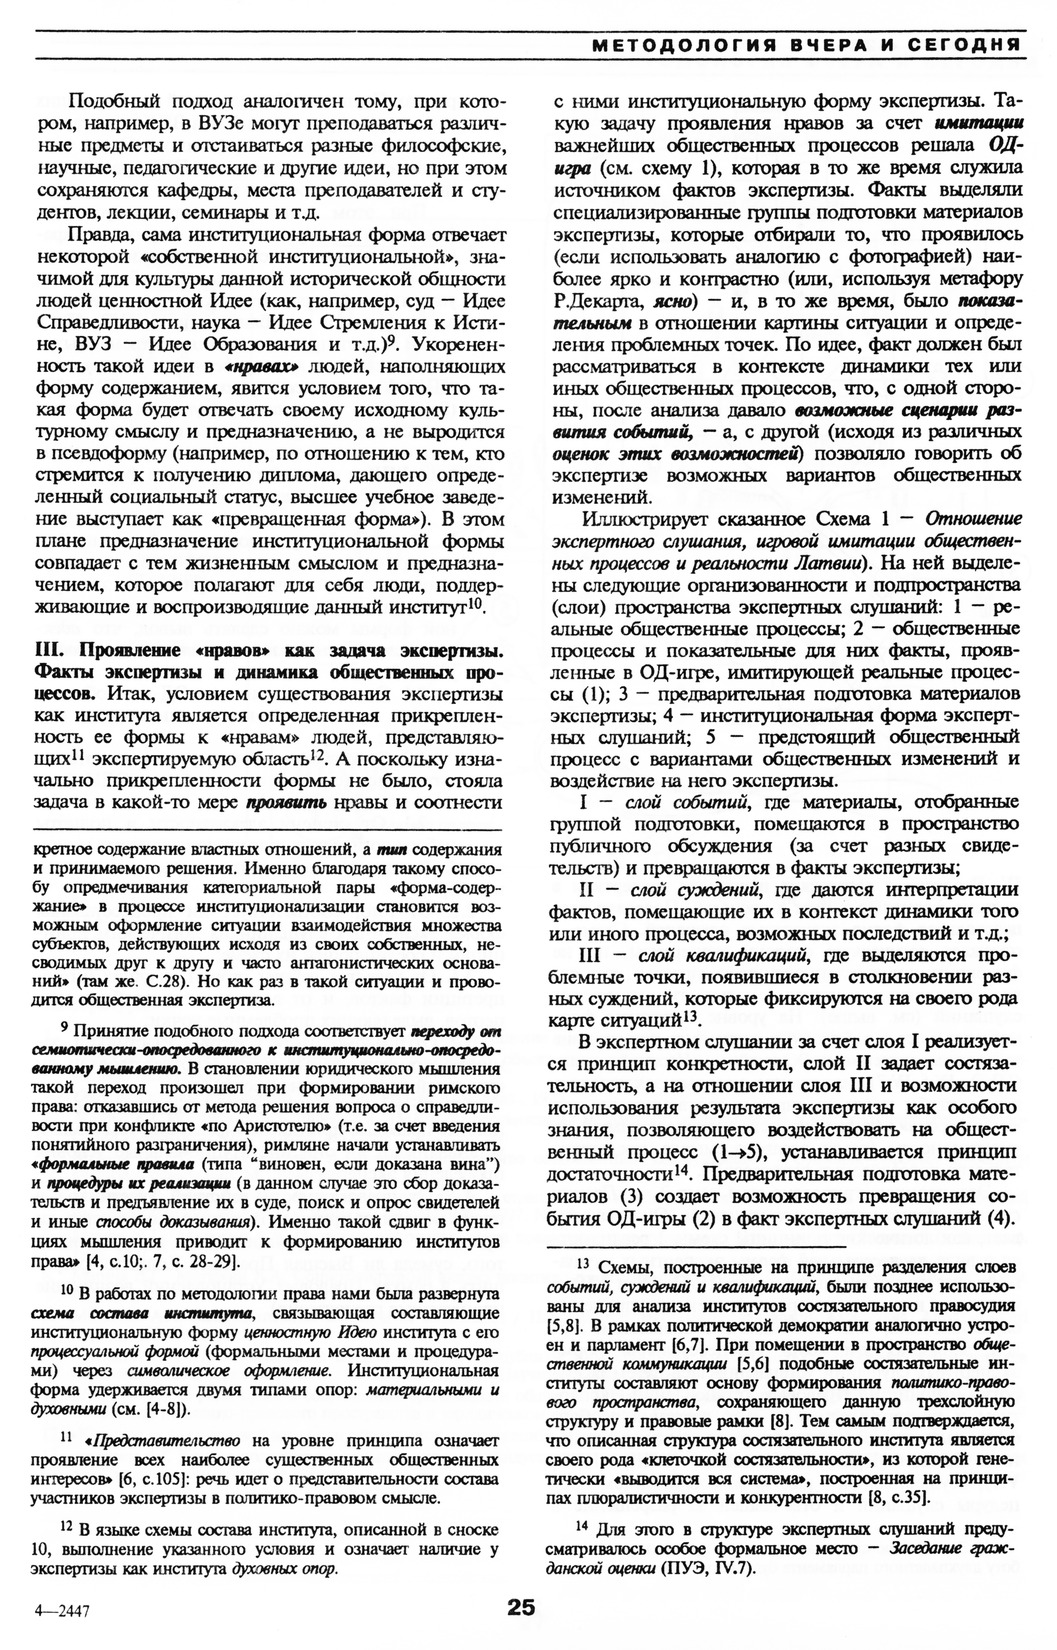 МЕТОДОЛОГИЯ ВЧЕРА И СЕГОДНЯ
Подобный подход аналогичен тому, при кото-
ром, например, в ВУЗе могут преподаваться различ-
ные предметы и отстаиваться разные философские,
научные, педагогические и другие идеи, но при этом
сохраняются кафедры, места преподавателей и сту-
дентов, лекции, семинары и т.д.
Правда, сама институциональная форма отвечает
некоторой «собственной институциональной», зна-
чимой для культуры данной исторической общности
людей ценностной Идее (как, например, суд — Идее
Справедливости, наука — Идее Стремления к Исти-
не, ВУЗ — Идее Образования и т.д.)⁹. Укоренен-
ность такой идеи в «нравах» людей, наполняющих
форму содержанием, явится условием того, что та-
кая форма будет отвечать своему исходному куль-
турному смыслу и предназначению, а не выродится
в псевдоформу (например, по отношению к тем, кто
стремится к получению диплома, дающего опреде-
ленный социальный статус, высшее учебное заведе-
ние выступает как «превращенная форма»). В этом
плане предназначение институциональной формы
совпадает с тем жизненным смыслом и предназна-
чением, которое полагают для себя люди, поддер-
живающие и воспроизводящие данный институт¹⁰.
III. Проявление «нравов» как задача экспертизы.
Факты экспертизы и динамика общественных про-
цессов. Итак, условием существования экспертизы
как института является определенная прикреплен-
ность ее формы к «нравам» людей, представляю-
щих¹¹ экспертируемую область¹². А поскольку изна-
чально прикрепленности формы не было, стояла
задача в какой-то мере проявить нравы и соотнести
кретное содержание властных отношений, а тип содержания
и принимаемого решения. Именно благодаря такому спосо-
бу опредмечивания категориальной пары «форма-содер-
жание» в процессе институционализации становится воз-
можным оформление ситуации взаимодействия множества
субъектов, действующих исходя из своих собственных, не-
сводимых друг к другу и часто антагонистических основа-
ний» (там же. С.28). Но как раз в такой ситуации и прово-
дится общественная экспертиза.
⁹ Принятие подобного подхода соответствует переходу от
семиотически-опосредованного к институционально-опосредо-
ванному мышлению. В становлении юридического мышления
такой переход произошел при формировании римского
права: отказавшись от метода решения вопроса о справедли-
вости при конфликте «по Аристотелю» (т.е. за счет введения
понятийного разграничения), римляне начали устанавливать
«формальные правила (типа “виновен, если доказана вина”)
и процедуры их реализации (в данном случае это сбор доказа-
тельств и предъявление их в суде, поиск и опрос свидетелей
и иные способы доказывания). Именно такой сдвиг в функ-
циях мышления приводит к формированию институтов
права» [4, с.10;. 7, с. 28-29].
¹⁰ В работах по методологии права нами была развернута
схема состава института, связывающая составляющие
институциональную форму ценностную Идею института с его
процессуальной формой (формальными местами и процедура-
ми) через символическое оформление. Институциональная
форма удерживается двумя типами опор: материальными и
духовными (см. [4-8]).
¹¹ «Представительство на уровне принципа означает
проявление всех наиболее существенных общественных
интересов» [6, с.105]: речь идет о представительности состава
участников экспертизы в политико-правовом смысле.
¹² В языке схемы состава института, описанной в сноске
10, выполнение указанного условия и означает наличие у
экспертизы как института духовных опор.
с ними институциональную форму экспертизы. Та-
кую задачу проявления нравов за счет имитации
важнейших общественных процессов решала ОД-
игра (см. схему 1), которая в то же время служила
источником фактов экспертизы. Факты выделяли
специализированные группы подготовки материалов
экспертизы, которые отбирали то, что проявилось
(если использовать аналогию с фотографией) наи-
более ярко и контрастно (или, используя метафору
Р.Декарта, ясно) — и, в то же время, было показа-
тельным в отношении картины ситуации и опреде-
ления проблемных точек. По идее, факт должен был
рассматриваться в контексте динамики тех или
иных общественных процессов, что, с одной сторо-
ны, после анализа давало возможные сценарии раз-
вития событий, — а, с другой (исходя из различных
оценок этих возможностей) позволяло говорить об
экспертизе возможных вариантов общественных
изменений.
Иллюстрирует сказанное Схема 1 — Отношение
экспертного слушания, игровой имитации обществен-
ных процессов и реальности Латвии). На ней выделе-
ны следующие организованности и подпространства
(слои) пространства экспертных слушаний: 1 — ре-
альные общественные процессы; 2 — общественные
процессы и показательные для них факты, прояв-
ленные в ОД-игре, имитирующей реальные процес-
сы (1); 3 — предварительная подготовка материалов
экспертизы; 4 — институциональная форма эксперт-
ных слушаний; 5 — предстоящий общественный
процесс с вариантами общественных изменений и
воздействие на него экспертизы.
I — слой событий, где материалы, отобранные
группой подготовки, помещаются в пространство
публичного обсуждения (за счет разных свиде-
тельств) и превращаются в факты экспертизы;
II — слой суждений, где даются интерпретации
фактов, помещающие их в контекст динамики того
или иного процесса, возможных последствий и т.д.;
III — слой квалификаций, где выделяются про-
блемные точки, появившиеся в столкновении раз-
ных суждений, которые фиксируются на своего рода
карте ситуаций¹³.
В экспертном слушании за счет слоя I реализует-
ся принцип конкретности, слой II задает состяза-
тельность, а на отношении слоя III и возможности
использования результата экспертизы как особого
знания, позволяющего воздействовать на общест-
венный процесс (1→5), устанавливается принцип
достаточности¹⁴. Предварительная подготовка мате-
риалов (3) создает возможность превращения со-
бытия ОД-игры (2) в факт экспертных слушаний (4).
¹³ Схемы, построенные на принципе разделения слоев
событий, суждений и квалификаций, были позднее использо-
ваны для анализа институтов состязательного правосудия
[5,8]. В рамках политической демократии аналогично устро-
ен и парламент [6,7]. При помещении в пространство обще-
ственной коммуникации [5,6] подобные состязательные ин-
ституты составляют основу формирования политико-право-
вого пространства, сохраняющего данную трехслойную
структуру и правовые рамки [8]. Тем самым подтверждается,
что описанная структура состязательного института является
своего рода «клеточкой состязательности», из которой гене-
тически «выводится вся система», построенная на принци-
пах плюралистичности и конкурентности [8, с.35].
¹⁴ Для этого в структуре экспертных слушаний преду-
сматривалось особое формальное место — Заседание граж-
данской оценки (ПУЭ, IV.7).
4—2447
25